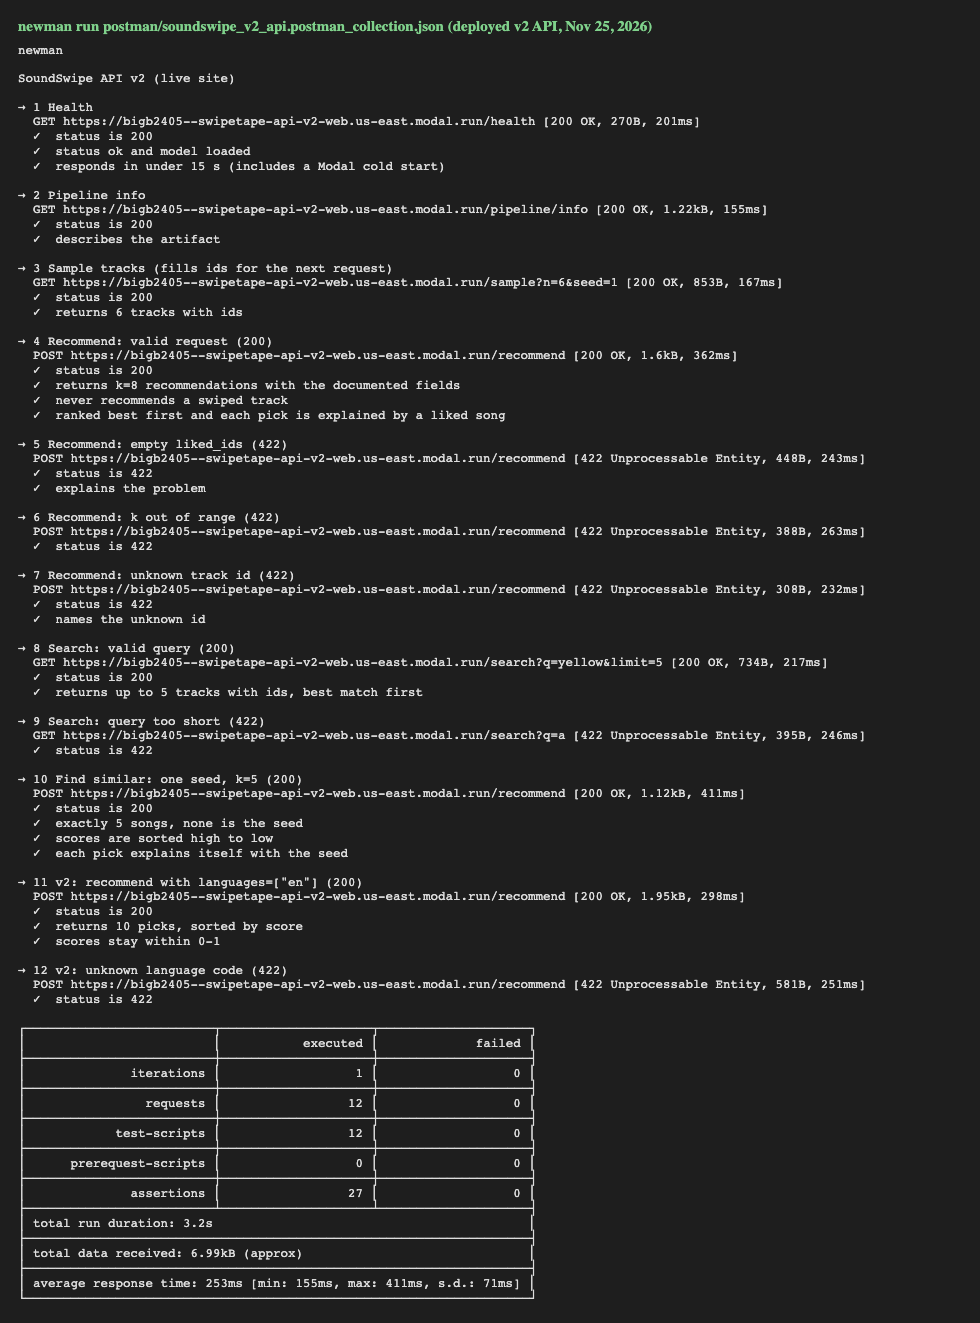 newman run postman/soundswipe_v2_api.postman_collection.json (deployed v2 API, Nov 25, 2026)
newman
SoundSwipe API v2 (live site)
→ 1 Health
GET https://bigb2405--swipetape-api-v2-web.us-east.modal.run/health [200 OK, 270B, 201ms]
✓ status is 200
✓ status ok and model loaded
✓ responds in under 15 s (includes a Modal cold start)
→ 2 Pipeline info
GET https://bigb2405--swipetape-api-v2-web.us-east.modal.run/pipeline/info [200 OK, 1.22kB, 155ms]
✓ status is 200
✓ describes the artifact
→ 3 Sample tracks (fills ids for the next request)
GET https://bigb2405--swipetape-api-v2-web.us-east.modal.run/sample?n=6&seed=1 [200 OK, 853B, 167ms]
✓ status is 200
✓ returns 6 tracks with ids
→ 4 Recommend: valid request (200)
POST https://bigb2405--swipetape-api-v2-web.us-east.modal.run/recommend [200 OK, 1.6kB, 362ms]
✓ status is 200
✓ returns k=8 recommendations with the documented fields
✓ never recommends a swiped track
✓ ranked best first and each pick is explained by a liked song
→ 5 Recommend: empty liked_ids (422)
POST https://bigb2405--swipetape-api-v2-web.us-east.modal.run/recommend [422 Unprocessable Entity, 448B, 243ms]
✓ status is 422
✓ explains the problem
→ 6 Recommend: k out of range (422)
POST https://bigb2405--swipetape-api-v2-web.us-east.modal.run/recommend [422 Unprocessable Entity, 388B, 263ms]
✓ status is 422
→ 7 Recommend: unknown track id (422)
POST https://bigb2405--swipetape-api-v2-web.us-east.modal.run/recommend [422 Unprocessable Entity, 308B, 232ms]
✓ status is 422
✓ names the unknown id
→ 8 Search: valid query (200)
GET https://bigb2405--swipetape-api-v2-web.us-east.modal.run/search?q=yellow&limit=5 [200 OK, 734B, 217ms]
✓ status is 200
✓ returns up to 5 tracks with ids, best match first
→ 9 Search: query too short (422)
GET https://bigb2405--swipetape-api-v2-web.us-east.modal.run/search?q=a [422 Unprocessable Entity, 395B, 246ms]
✓ status is 422
→ 10 Find similar: one seed, k=5 (200)
POST https://bigb2405--swipetape-api-v2-web.us-east.modal.run/recommend [200 OK, 1.12kB, 411ms]
✓ status is 200
✓ exactly 5 songs, none is the seed
✓ scores are sorted high to low
✓ each pick explains itself with the seed
→ 11 v2: recommend with languages=["en"] (200)
POST https://bigb2405--swipetape-api-v2-web.us-east.modal.run/recommend [200 OK, 1.95kB, 298ms]
✓ status is 200
✓ returns 10 picks, sorted by score
✓ scores stay within 0-1
→ 12 v2: unknown language code (422)
POST https://bigb2405--swipetape-api-v2-web.us-east.modal.run/recommend [422 Unprocessable Entity, 581B, 251ms]
✓ status is 422
executed failed
iterations 1 0
requests 12 0
test-scripts 12 0
prerequest-scripts 0 0
assertions 27 0
total run duration: 3.2s
total data received: 6.99kB (approx)
average response time: 253ms [min: 155ms, max: 411ms, s.d.: 71ms]